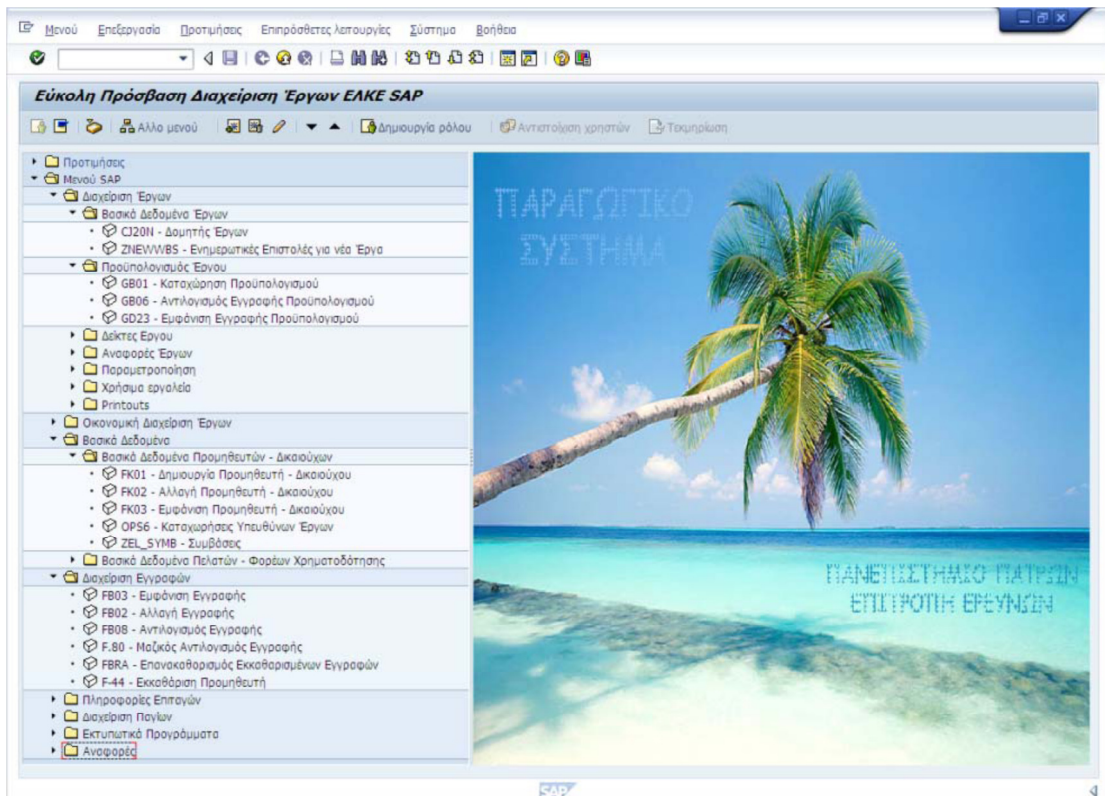 Μενού Επεξεργασία Προτιμήσεις Επιπρόσθετες λειτουργίες Σύστημα Βοήθεια
Εύκολη Πρόσβαση Διαχείριση Έργων ΕΛΚΕ SAP
Αλλο μενού Δημιουργία ρόλου Αντιστοίχιση χρηστών Τεκμηρίωση
Προτιμήσεις
Μενού SAP
Διαχείριση Έργων
Βασικά Δεδομένα Έργων
CJ20N - Δομητής Έργων
ZNEWWBS - Ενημερωτικές Επιστολές για νέα Έργα
Προϋπολογισμός Έργου
GB01 - Καταχώρηση Προϋπολογισμού
GB06 - Αντιλογισμός Εγγραφής Προϋπολογισμού
GD23 - Εμφάνιση Εγγραφής Προϋπολογισμού
Δείκτες Εργου
Αναφορές Έργων
Παραμετροποίηση
Χρήσιμα εργαλεία
Printouts
Οικονομική Διαχείριση Έργων
Βασικά Δεδομένα
Βασικά Δεδομένα Προμηθευτών - Δικαιούχων
FK01 - Δημιουργία Προμηθευτή - Δικαιούχου
FK02 - Αλλαγή Προμηθευτή - Δικαιούχου
FK03 - Εμφάνιση Προμηθευτή - Δικαιούχου
OPS6 - Καταχωρήσεις Υπευθύνων Έργων
ZEL_SYMB - Συμβάσεις
Βασικά Δεδομένα Πελατών - Φορέων Χρηματοδότησης
Διαχείριση Εγγραφών
FB03 - Εμφάνιση Εγγραφής
FB02 - Αλλαγή Εγγραφής
FB08 - Αντιλογισμός Εγγραφής
F.80 - Μαζικός Αντιλογισμός Εγγραφής
FBRA - Επανακαθορισμός Εκκαθαρισμένων Εγγραφών
F-44 - Εκκαθάριση Προμηθευτή
Πληροφορίες Επιταγών
Διαχείριση Παγίων
Εκτυπωτικά Προγράμματα
Αναφορές
ΠΑΡΑΓΩΓΙΚΟ
ΣΥΣΤΗΜΑ
ΠΑΝΕΠΙΣΤΗΜΙΟ ΠΑΤΡΩΝ
ΕΠΙΤΡΟΠΗ ΕΡΕΥΝΩΝ
SAP